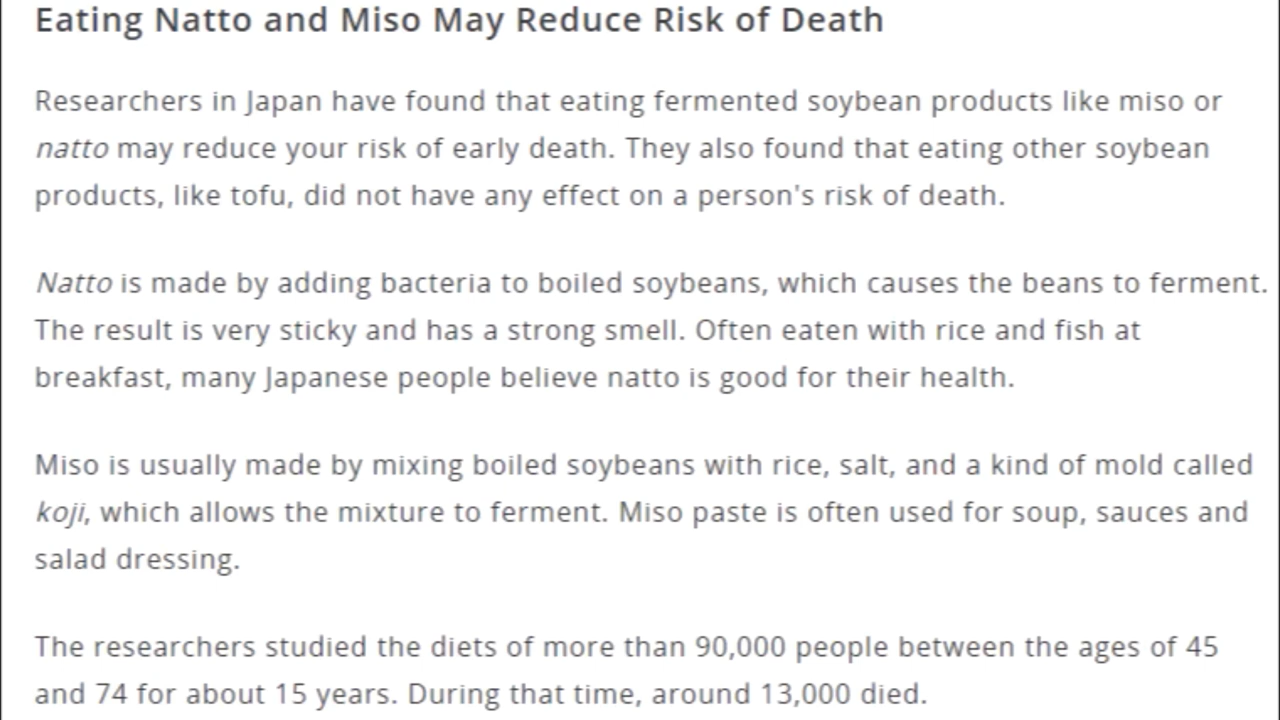 Eating Natto and Miso May Reduce Risk of Death
Researchers in Japan have found that eating fermented soybean products like miso or
natto may reduce your risk of early death. They also found that eating other soybean
products, like tofu, did not have any effect on a person's risk of death.
Natto is made by adding bacteria to boiled soybeans, which causes the beans to ferment.
The result is very sticky and has a strong smell. Often eaten with rice and fish at
breakfast, many Japanese people believe natto is good for their health.
Miso is usually made by mixing boiled soybeans with rice, salt, and a kind of mold called
koji, which allows the mixture to ferment. Miso paste is often used for soup, sauces and
salad dressing.
The researchers studied the diets of more than 90,000 people between the ages of 45
and 74 for about 15 years. During that time, around 13,000 died.